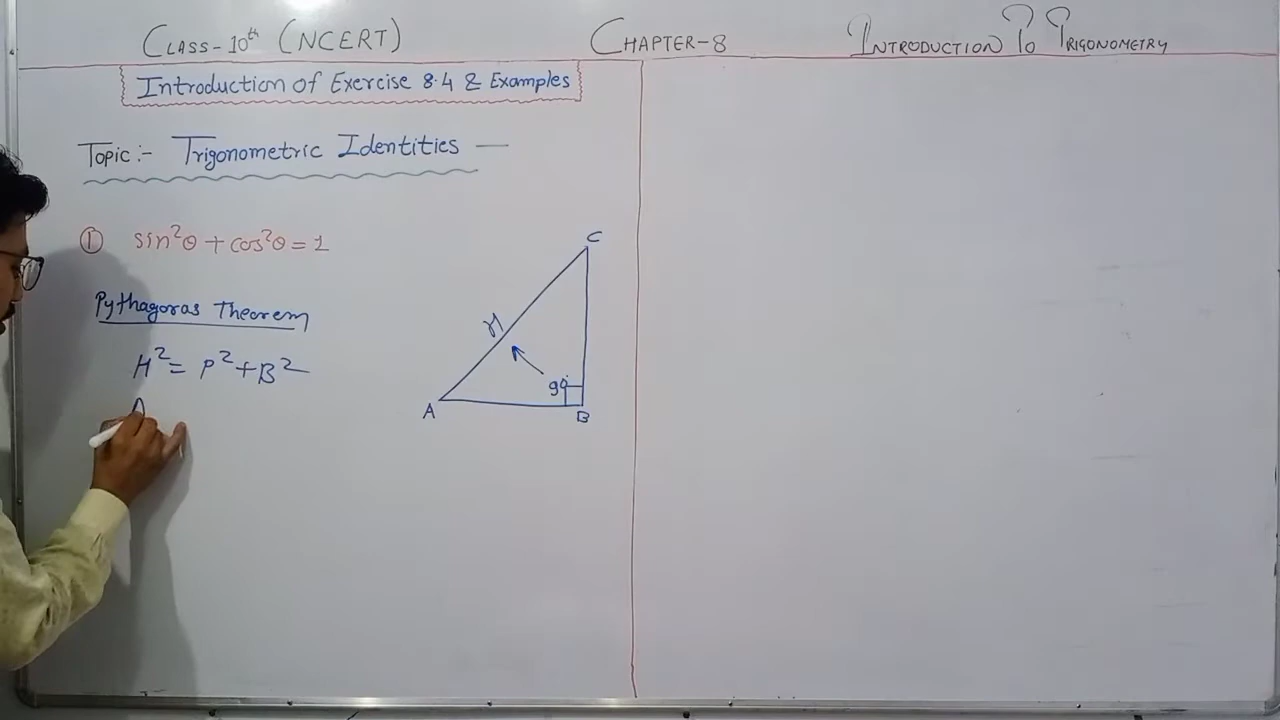 CLASS-10th (NCERT) CHAPTER-8 INTRODUCTION TO TRIGONOMETRY
Introduction of Exercise 8.4 & Examples
TOPIC :- Trigonometric Identities —
① sin²θ + cos²θ = 1
Pythagoras Theorem
H² = P² + B²
A
C
H
90°
A
B